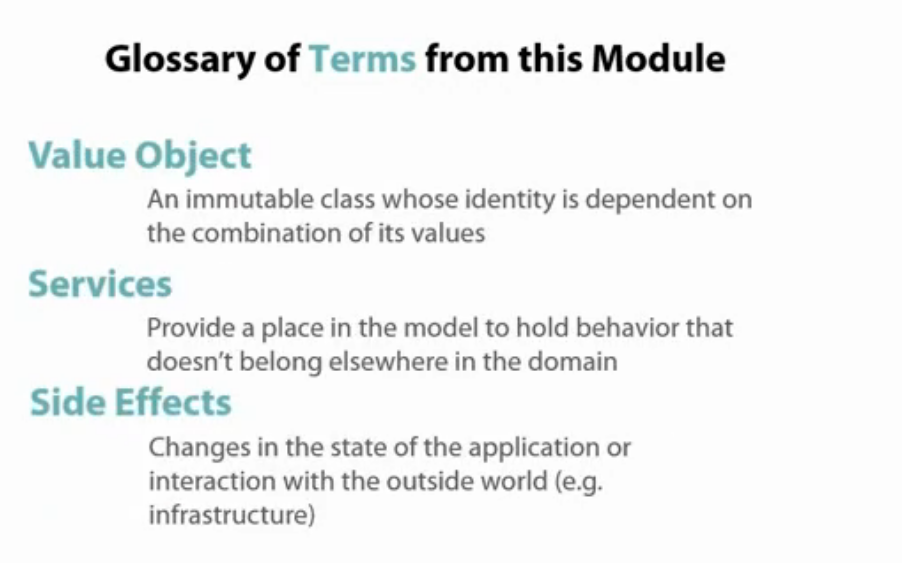 Glossary of Terms from this Module
Value Object
An immutable class whose identity is dependent on
the combination of its values
Services
Provide a place in the model to hold behavior that
doesn't belong elsewhere in the domain
Side Effects
Changes in the state of the application or
interaction with the outside world (e.g.
infrastructure)